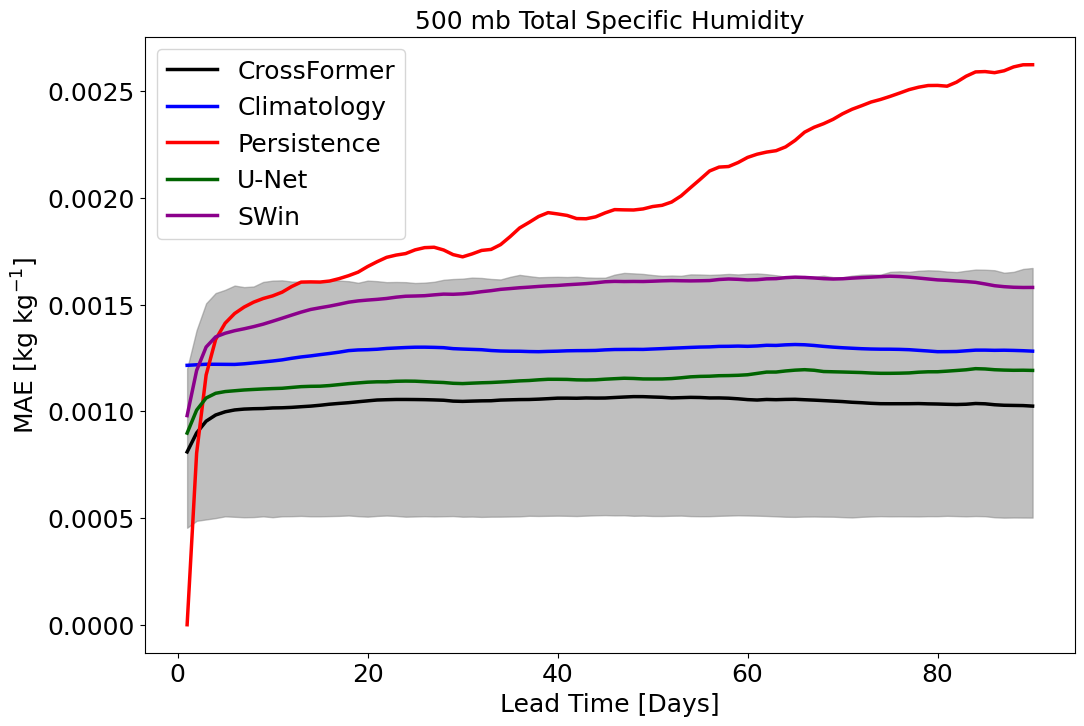 500 mb Total Specific Humidity
CrossFormer
Climatology
Persistence
U-Net
SWin
MAE [kg kg⁻¹]
0.0025
0.0020
0.0015
0.0010
0.0005
0.0000
0 20 40 60 80
Lead Time [Days]